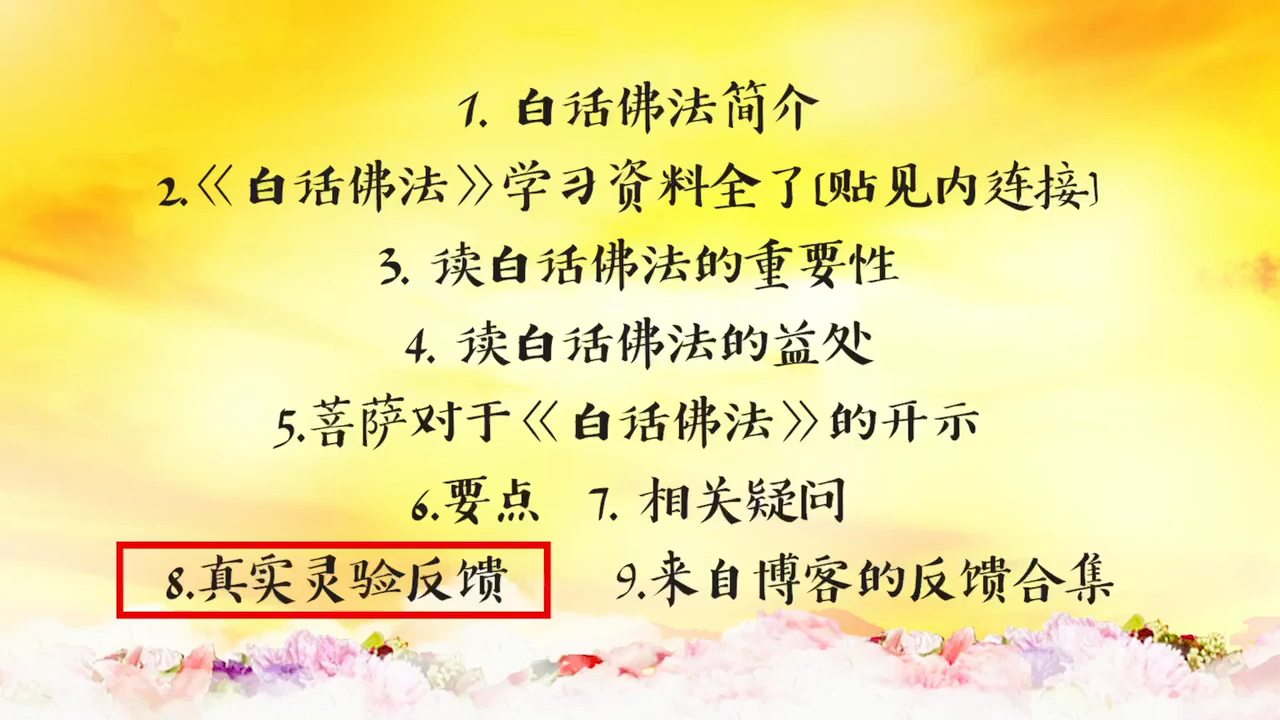 1. 白话佛法简介
2.《白话佛法》学习资料全了[贴见内连接]
3. 读白话佛法的重要性
4. 读白话佛法的益处
5.菩萨对于《白话佛法》的开示
6.要点 7. 相关疑问
8.真实灵验反馈 9.来自博客的反馈合集